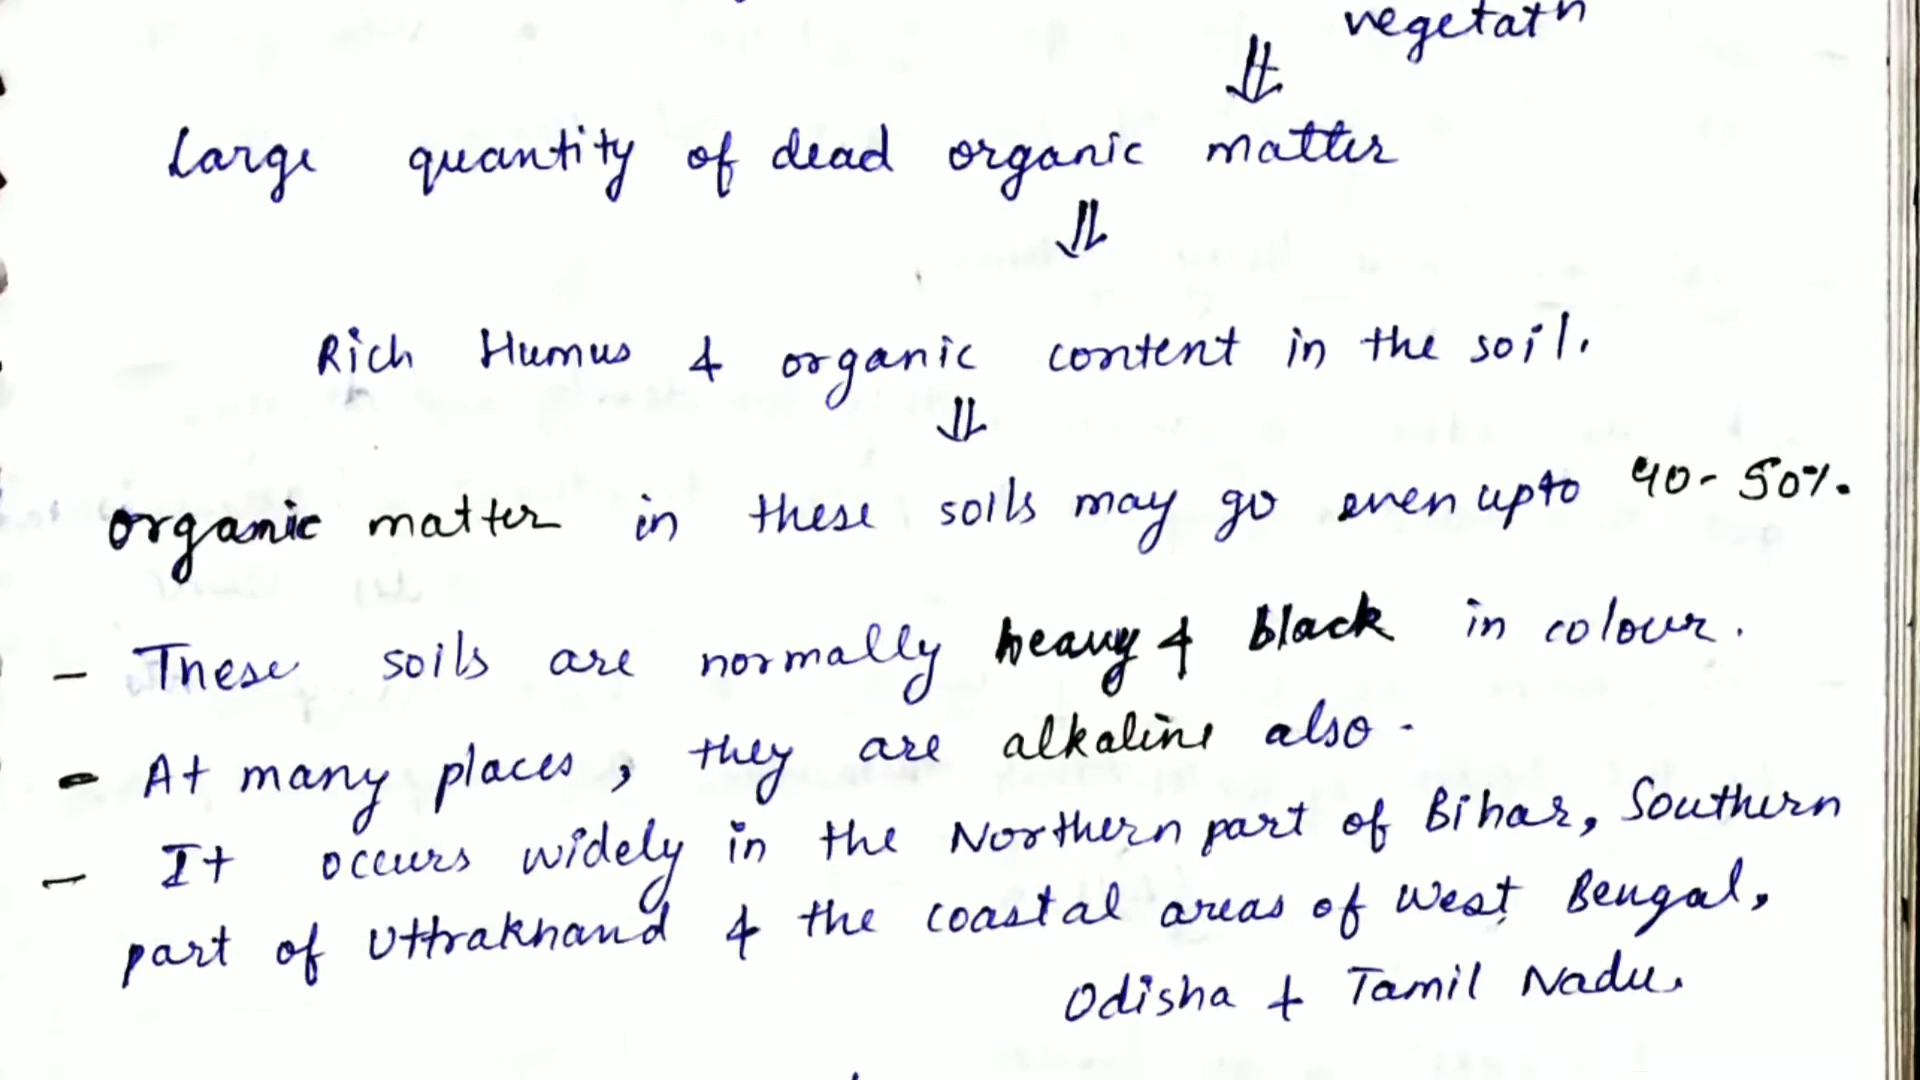 vegetatn
⇓
Large quantity of dead organic matter
⇓
Rich Humus & organic content in the soil.
⇓
organic matter in these soils may go even upto 40-50%.
- These soils are normally heavy & black in colour.
- At many places, they are alkaline also.
- It occurs widely in the Northern part of Bihar, Southern
part of Uttrakhand & the coastal areas of West Bengal,
Odisha & Tamil Nadu.